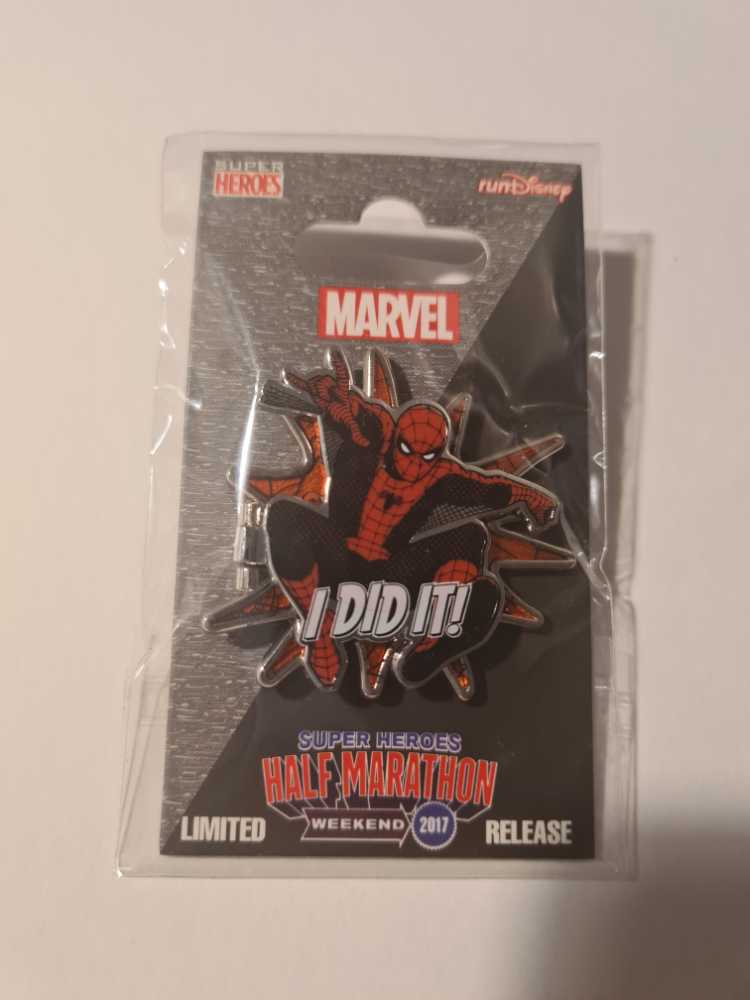 SUPER
HEROES
runDisney
MARVEL
I DID IT!
SUPER HEROES
HALF MARATHON
WEEKEND 2017
LIMITED
RELEASE